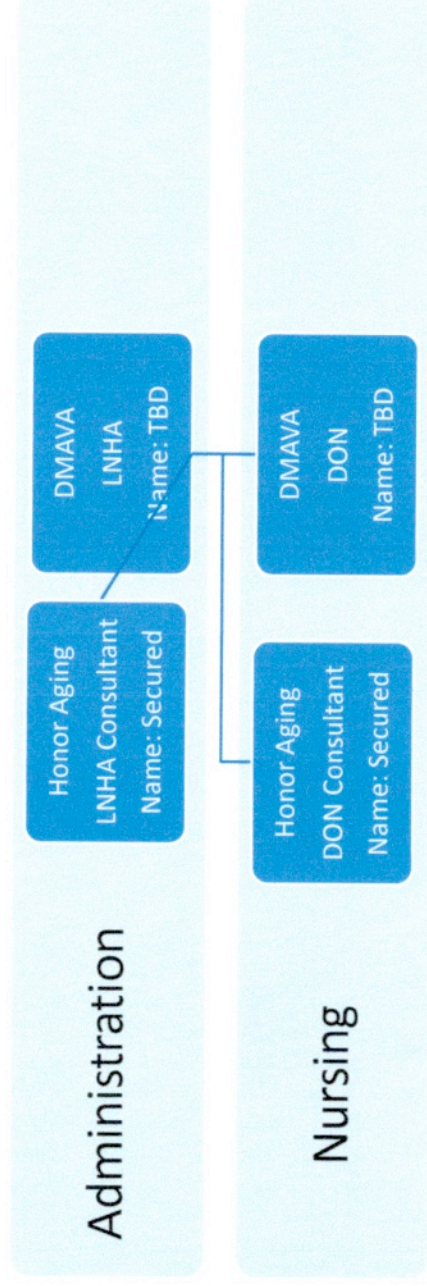 Administration
Honor Aging
LNHA Consultant
Name: Secured
DMAVA
LNHA
Name: TBD
Nursing
Honor Aging
DON Consultant
Name: Secured
DMAVA
DON
Name: TBD